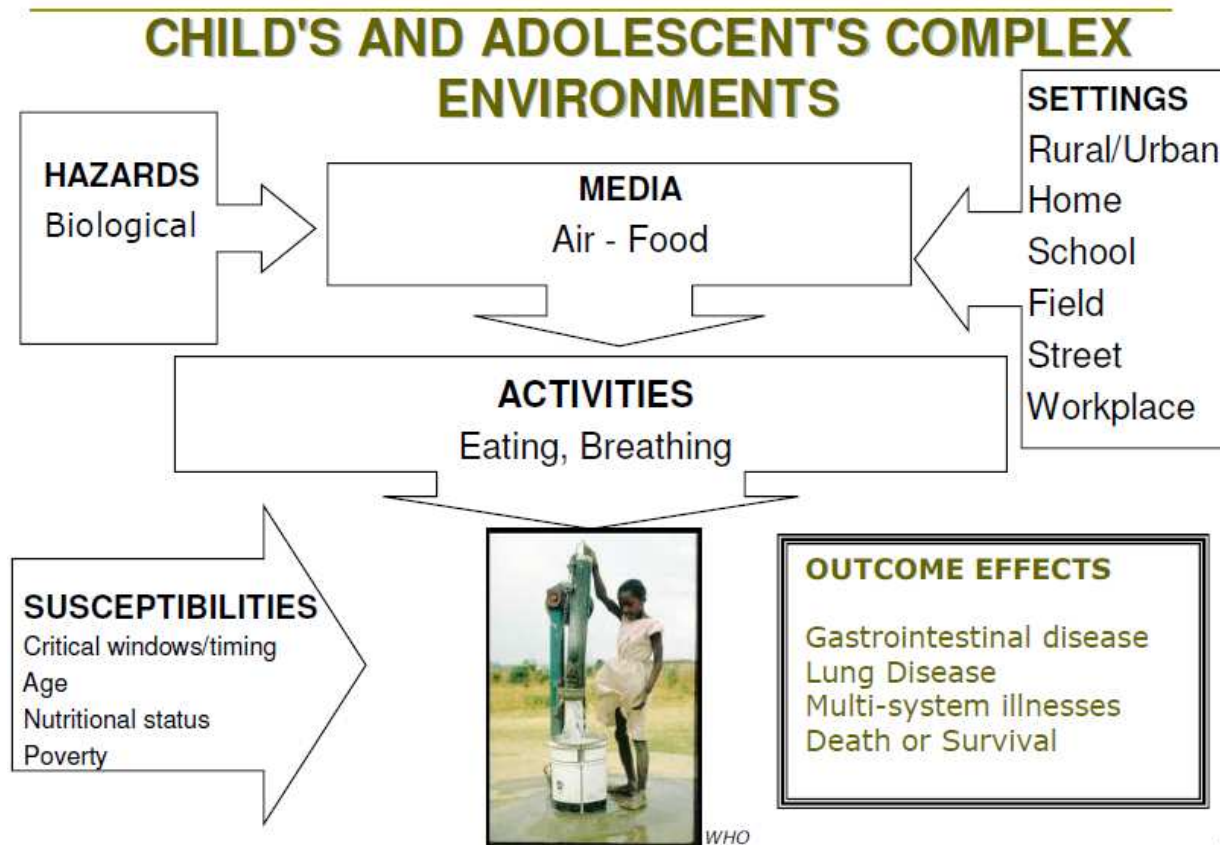 CHILD'S AND ADOLESCENT'S COMPLEX
ENVIRONMENTS
HAZARDS
Biological
MEDIA
Air - Food
SETTINGS
Rural/Urban
Home
School
Field
Street
Workplace
ACTIVITIES
Eating, Breathing
SUSCEPTIBILITIES
Critical windows/timing
Age
Nutritional status
Poverty
WHO
OUTCOME EFFECTS
Gastrointestinal disease
Lung Disease
Multi-system illnesses
Death or Survival